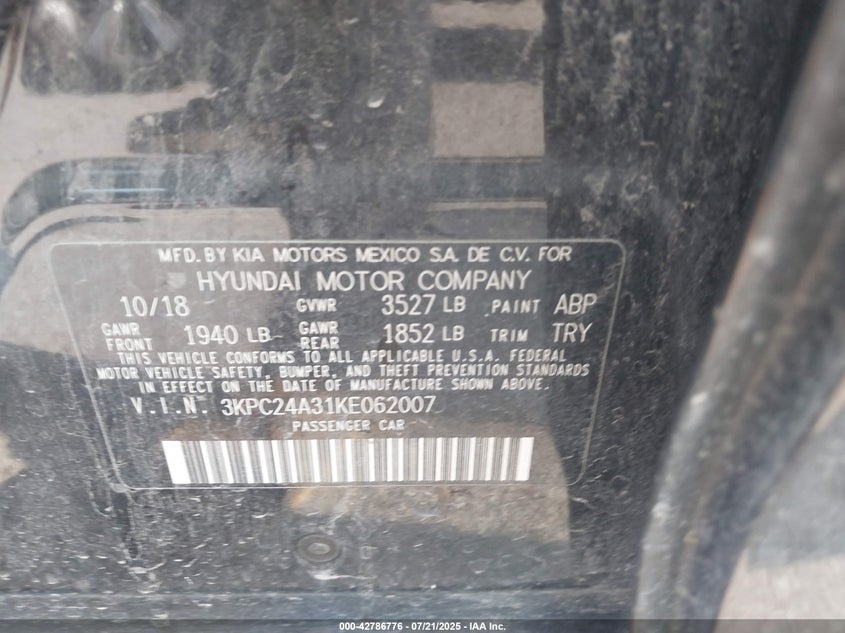 MFD. BY KIA MOTORS MEXICO S.A. DE C.V. FOR
HYUNDAI MOTOR COMPANY
10/18 GVWR 3527 LB PAINT ABP
GAWR FRONT 1940 LB GAWR REAR 1852 LB TRIM TRY
THIS VEHICLE CONFORMS TO ALL APPLICABLE U.S.A. FEDERAL
MOTOR VEHICLE SAFETY, BUMPER, AND THEFT PREVENTION STANDARDS
IN EFFECT ON THE DATE OF MANUFACTURE SHOWN ABOVE.
V.I.N. 3KPC24A31KE062007
PASSENGER CAR
000-42786776 - 07/21/2025 - IAA Inc.